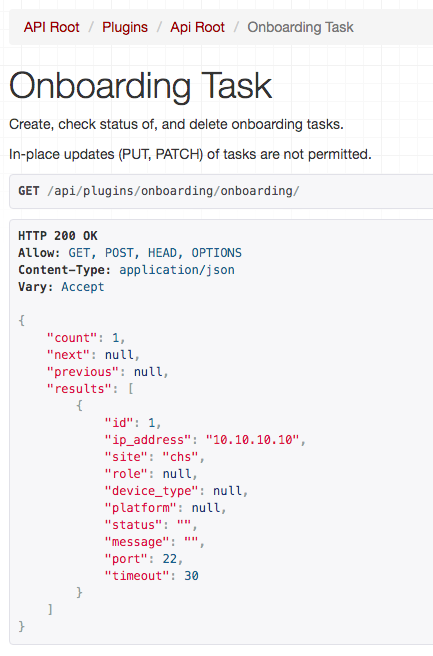 API Root / Plugins / Api Root / Onboarding Task
Onboarding Task
Create, check status of, and delete onboarding tasks.
In-place updates (PUT, PATCH) of tasks are not permitted.
GET /api/plugins/onboarding/onboarding/
HTTP 200 OK
Allow: GET, POST, HEAD, OPTIONS
Content-Type: application/json
Vary: Accept
{
    "count": 1,
    "next": null,
    "previous": null,
    "results": [
        {
            "id": 1,
            "ip_address": "10.10.10.10",
            "site": "chs",
            "role": null,
            "device_type": null,
            "platform": null,
            "status": "",
            "message": "",
            "port": 22,
            "timeout": 30
        }
    ]
}